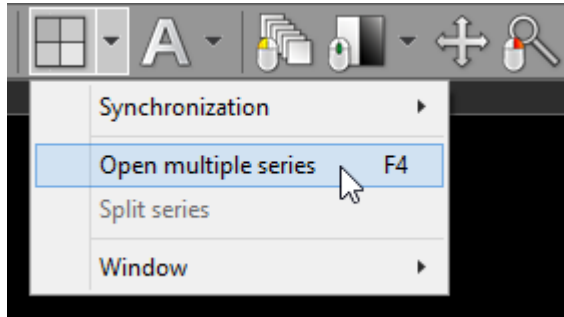 A
Synchronization
Open multiple series F4
Split series
Window